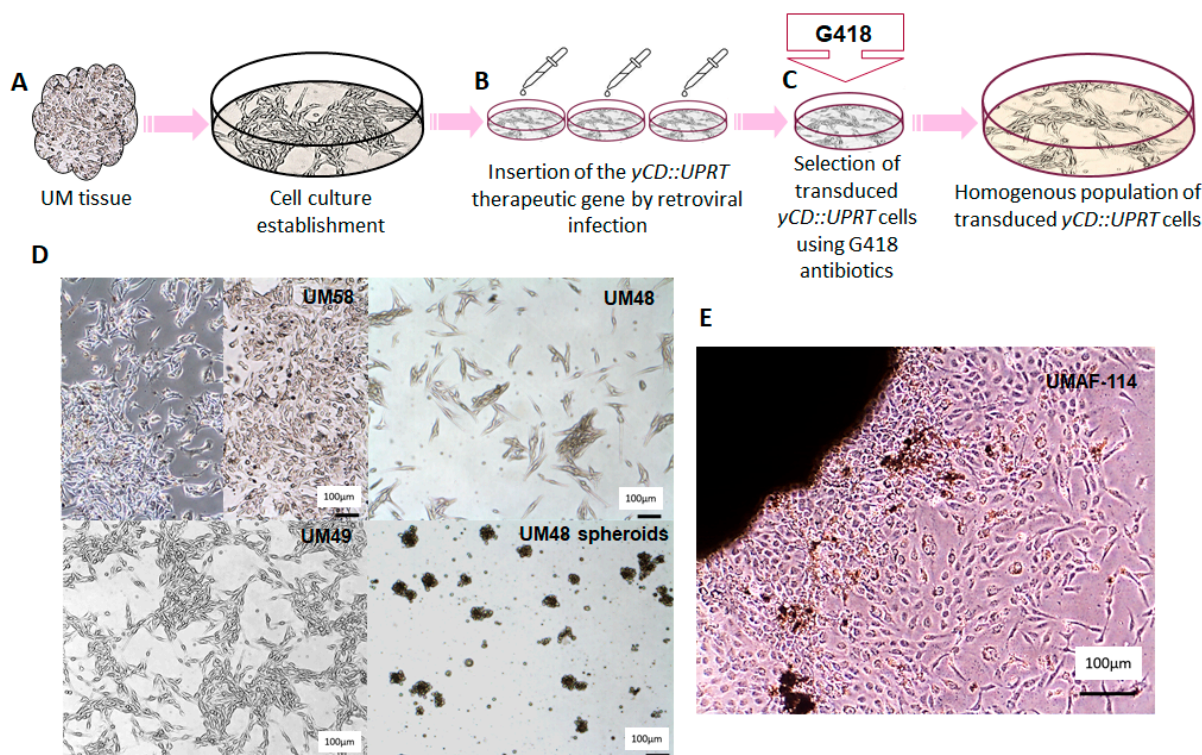 A
UM tissue
Cell culture
establishment
B
Insertion of the yCD::UPRT
therapeutic gene by retroviral
infection
G418
C
Selection of
transduced
yCD::UPRT cells
using G418
antibiotics
Homogenous population of
transduced yCD::UPRT cells
D
UM58
100µm
UM48
100µm
UM49
100µm
UM48 spheroids
100µm
E
UMAF-114
100µm